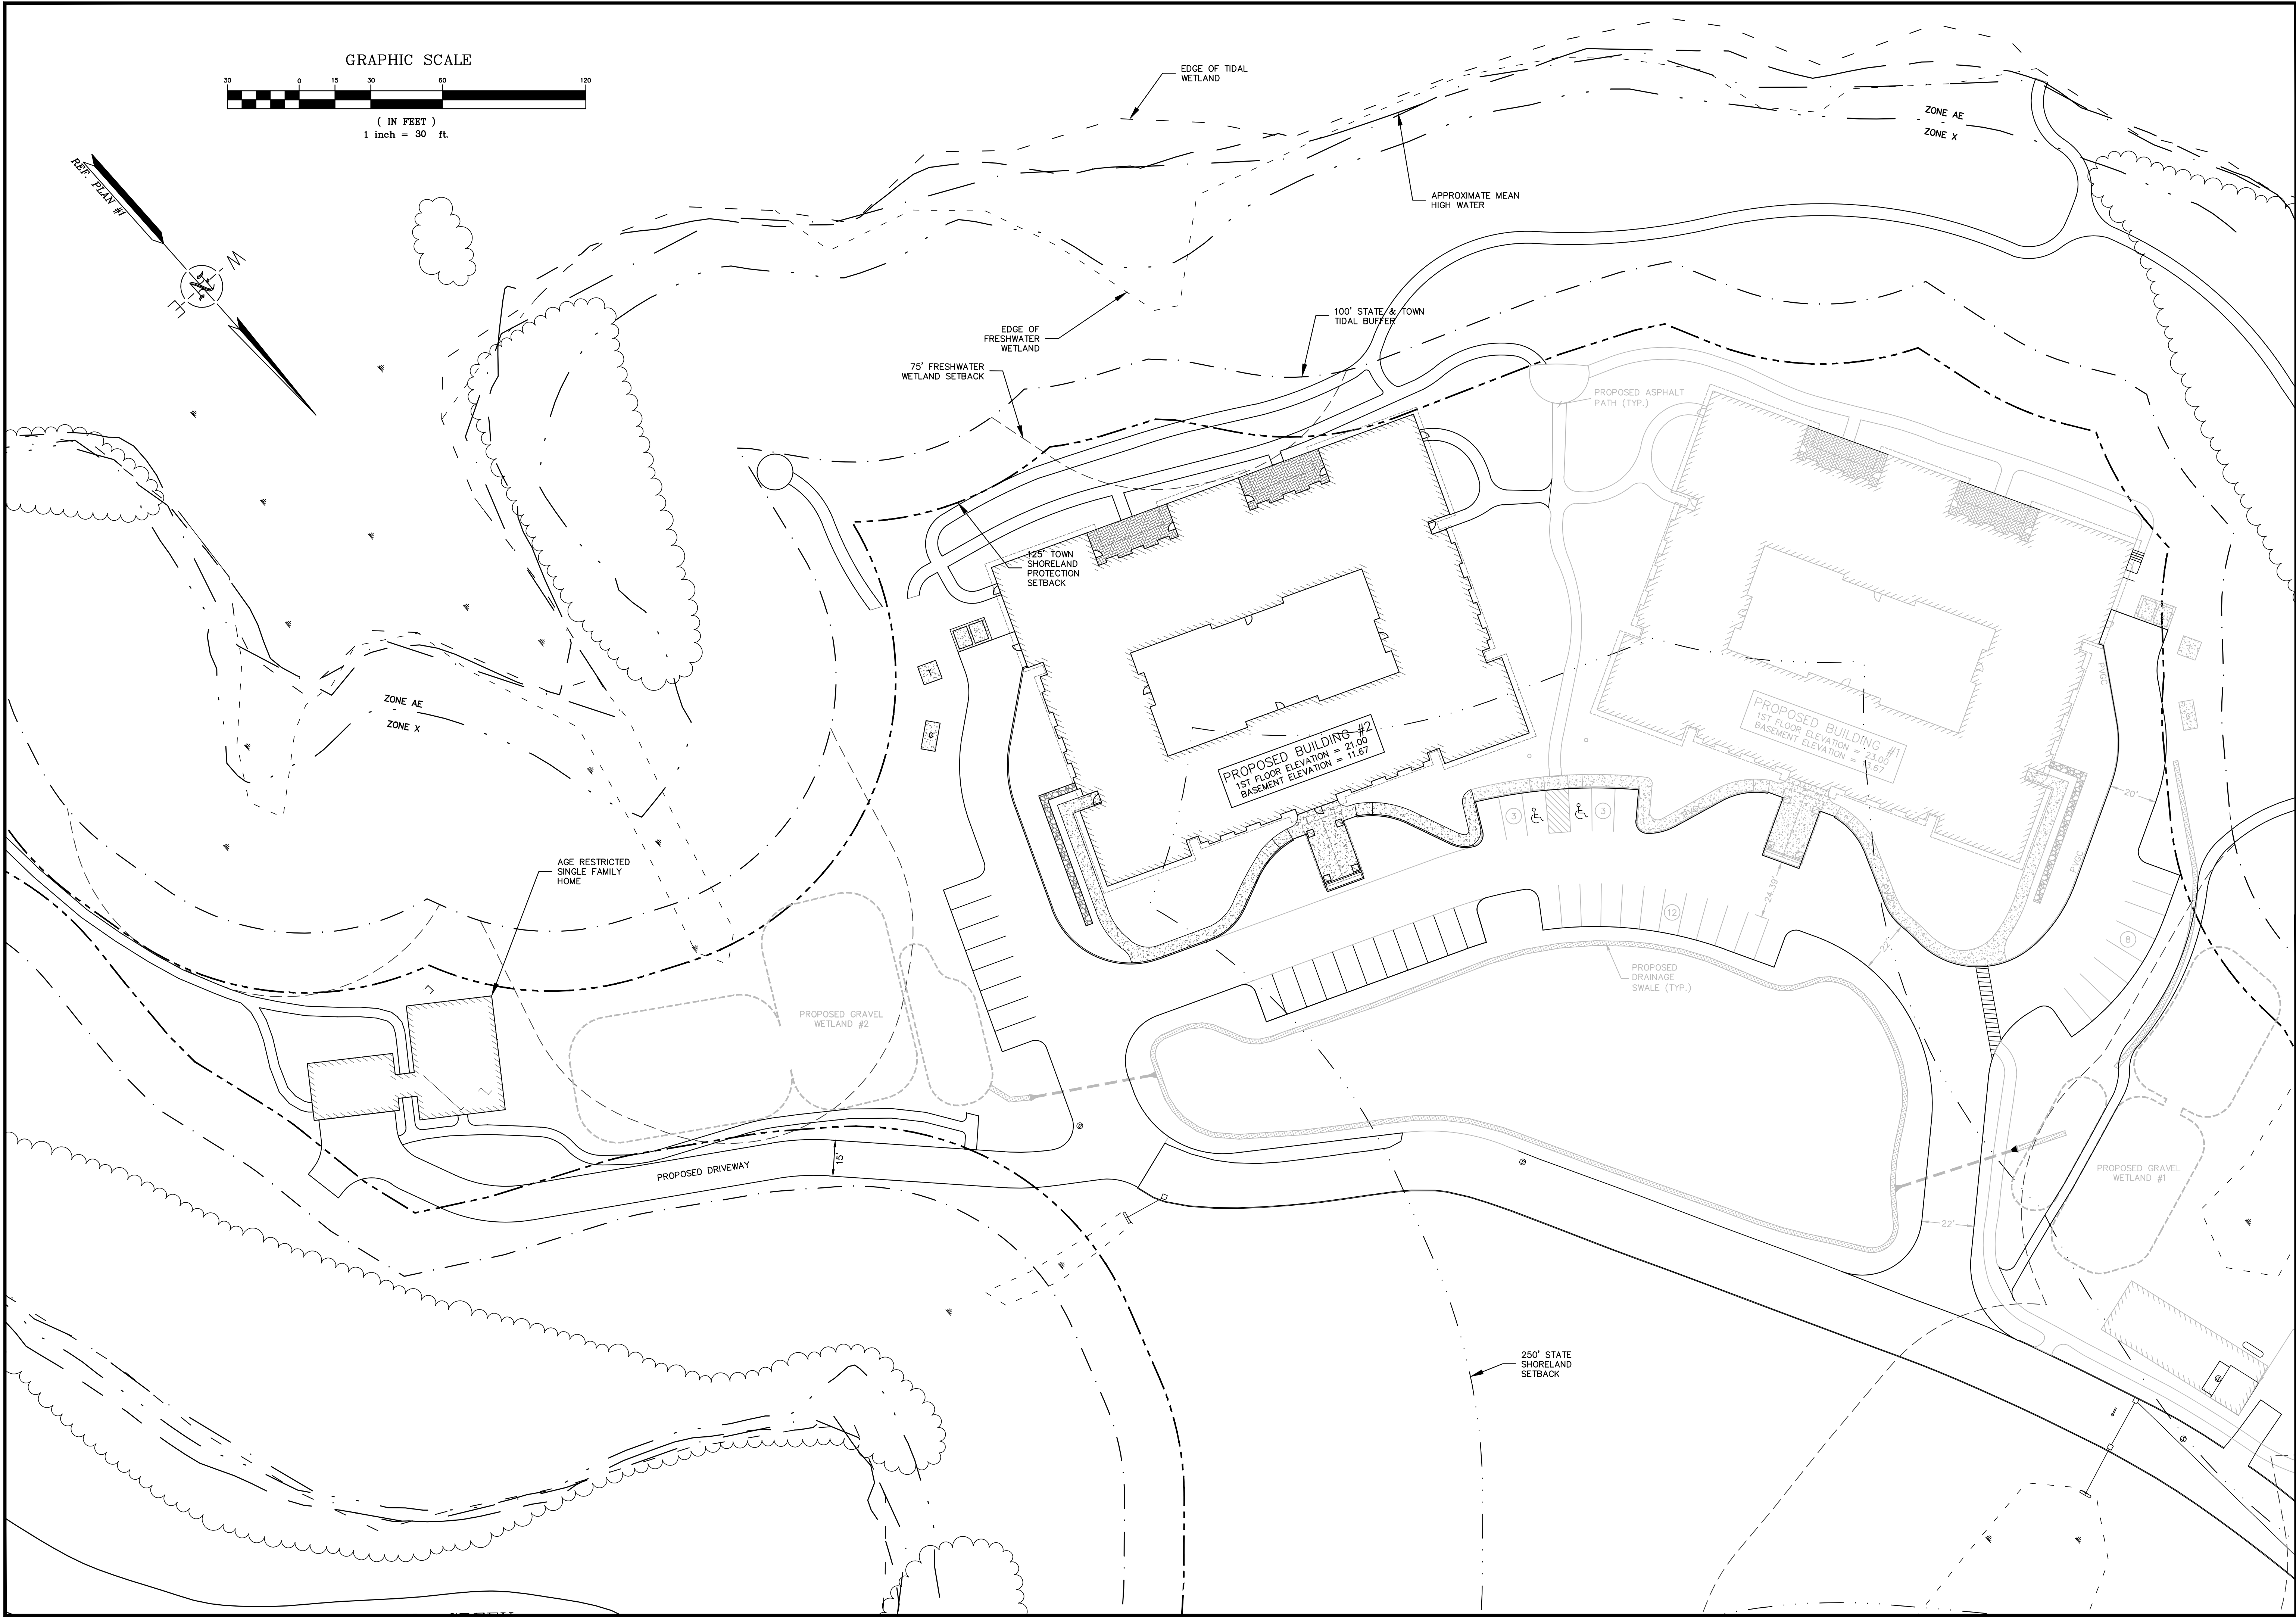 GRAPHIC SCALE
30 0 15 30 60 120
( IN FEET )
1 inch = 30 ft.
REF. PLAN #1
W
N
E
EDGE OF TIDAL
WETLAND
APPROXIMATE MEAN
HIGH WATER
ZONE AE
ZONE X
EDGE OF
FRESHWATER
WETLAND
100' STATE & TOWN
TIDAL BUFFER
75' FRESHWATER
WETLAND SETBACK
PROPOSED ASPHALT
PATH (TYP.)
125' TOWN
SHORELAND
PROTECTION
SETBACK
T
G
ZONE AE
ZONE X
PROPOSED BUILDING #2
1ST FLOOR ELEVATION = 21.00
BASEMENT ELEVATION = 11.67
PROPOSED BUILDING #1
1ST FLOOR ELEVATION = 23.00
20'
3
3
AGE RESTRICTED
SINGLE FAMILY
HOME
24.39'
12
22'
8
PROPOSED
DRAINAGE
SWALE (TYP.)
PROPOSED GRAVEL
WETLAND #2
PROPOSED DRIVEWAY
15'
PROPOSED GRAVEL
WETLAND #1
22'
250' STATE
SHORELAND
SETBACK